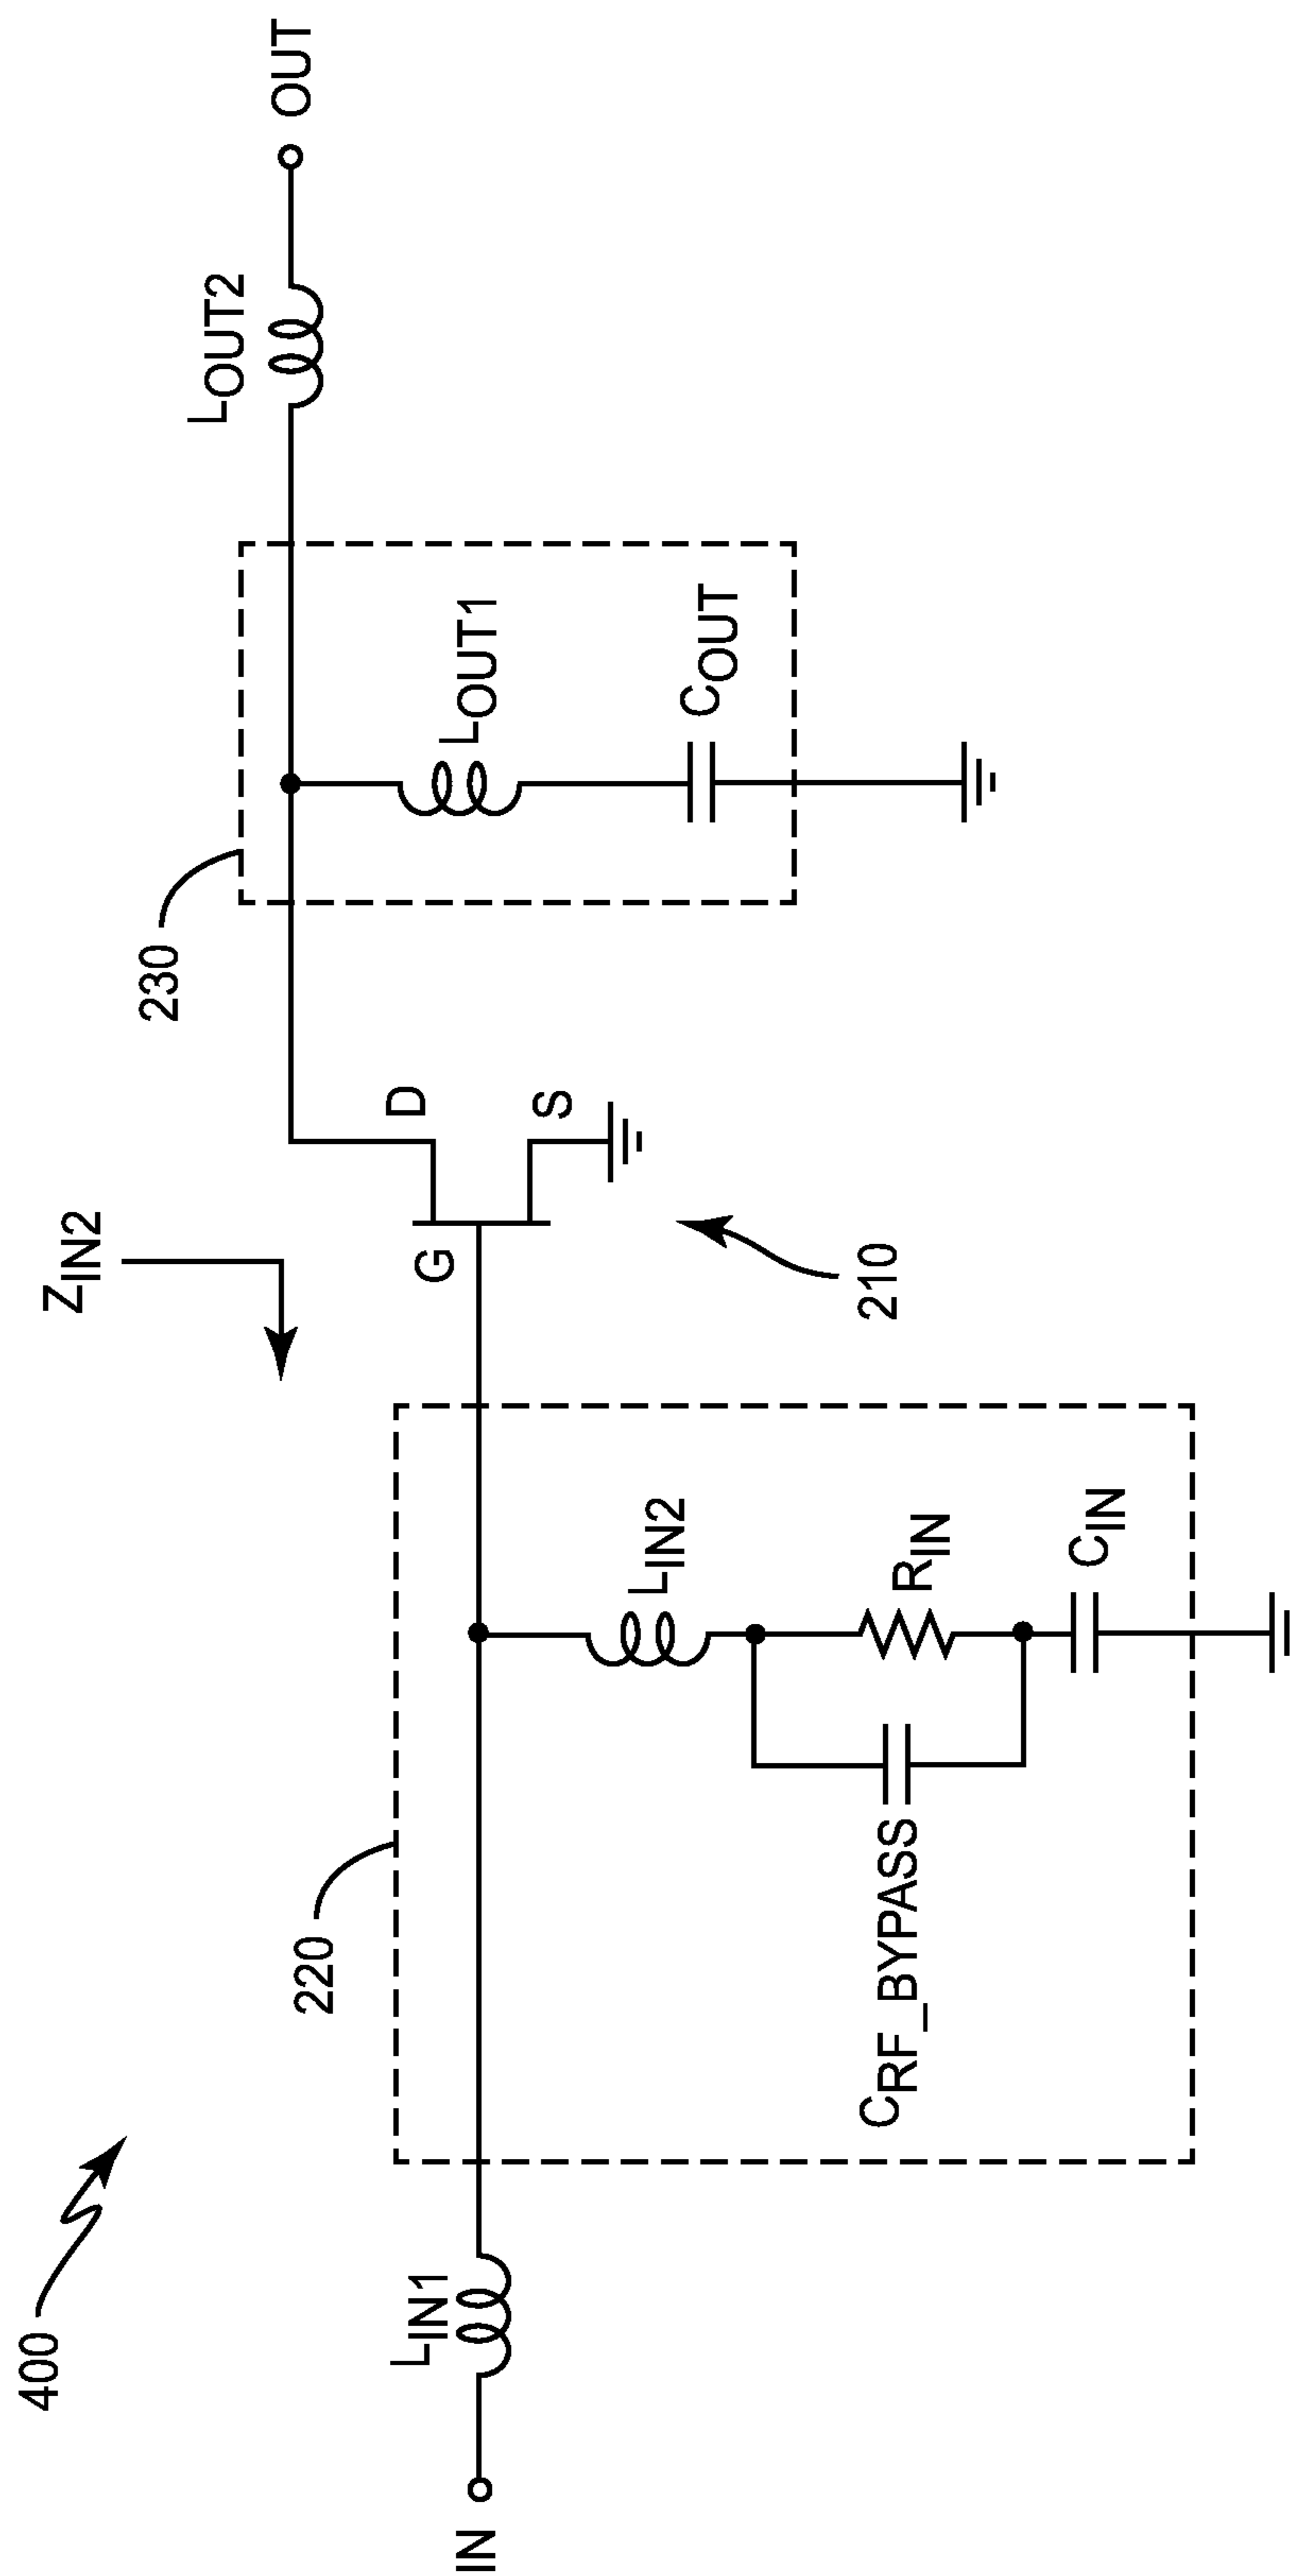 400
IN
LIN1
220
CRF_BYPASS
LIN2
RIN
CIN
ZIN2
G
D
S
210
230
LOUT1
COUT
LOUT2
OUT